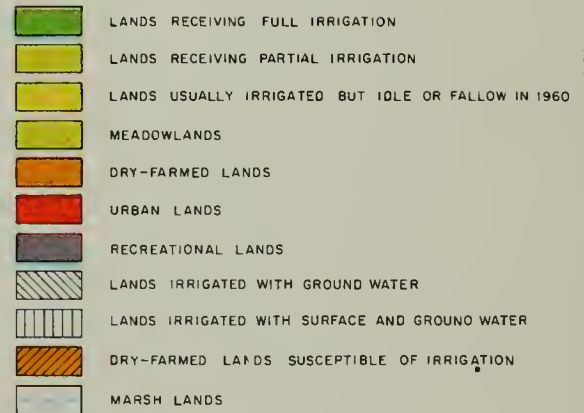 LANDS RECEIVING FULL IRRIGATION
LANDS RECEIVING PARTIAL IRRIGATION
LANDS USUALLY IRRIGATED BUT IDLE OR FALLOW IN 1960
MEADOWLANDS
DRY-FARMED LANDS
URBAN LANDS
RECREATIONAL LANDS
LANDS IRRIGATED WITH GROUND WATER
LANDS IRRIGATED WITH SURFACE AND GROUND WATER
DRY-FARMED LANDS SUSCEPTIBLE OF IRRIGATION
MARSH LANDS